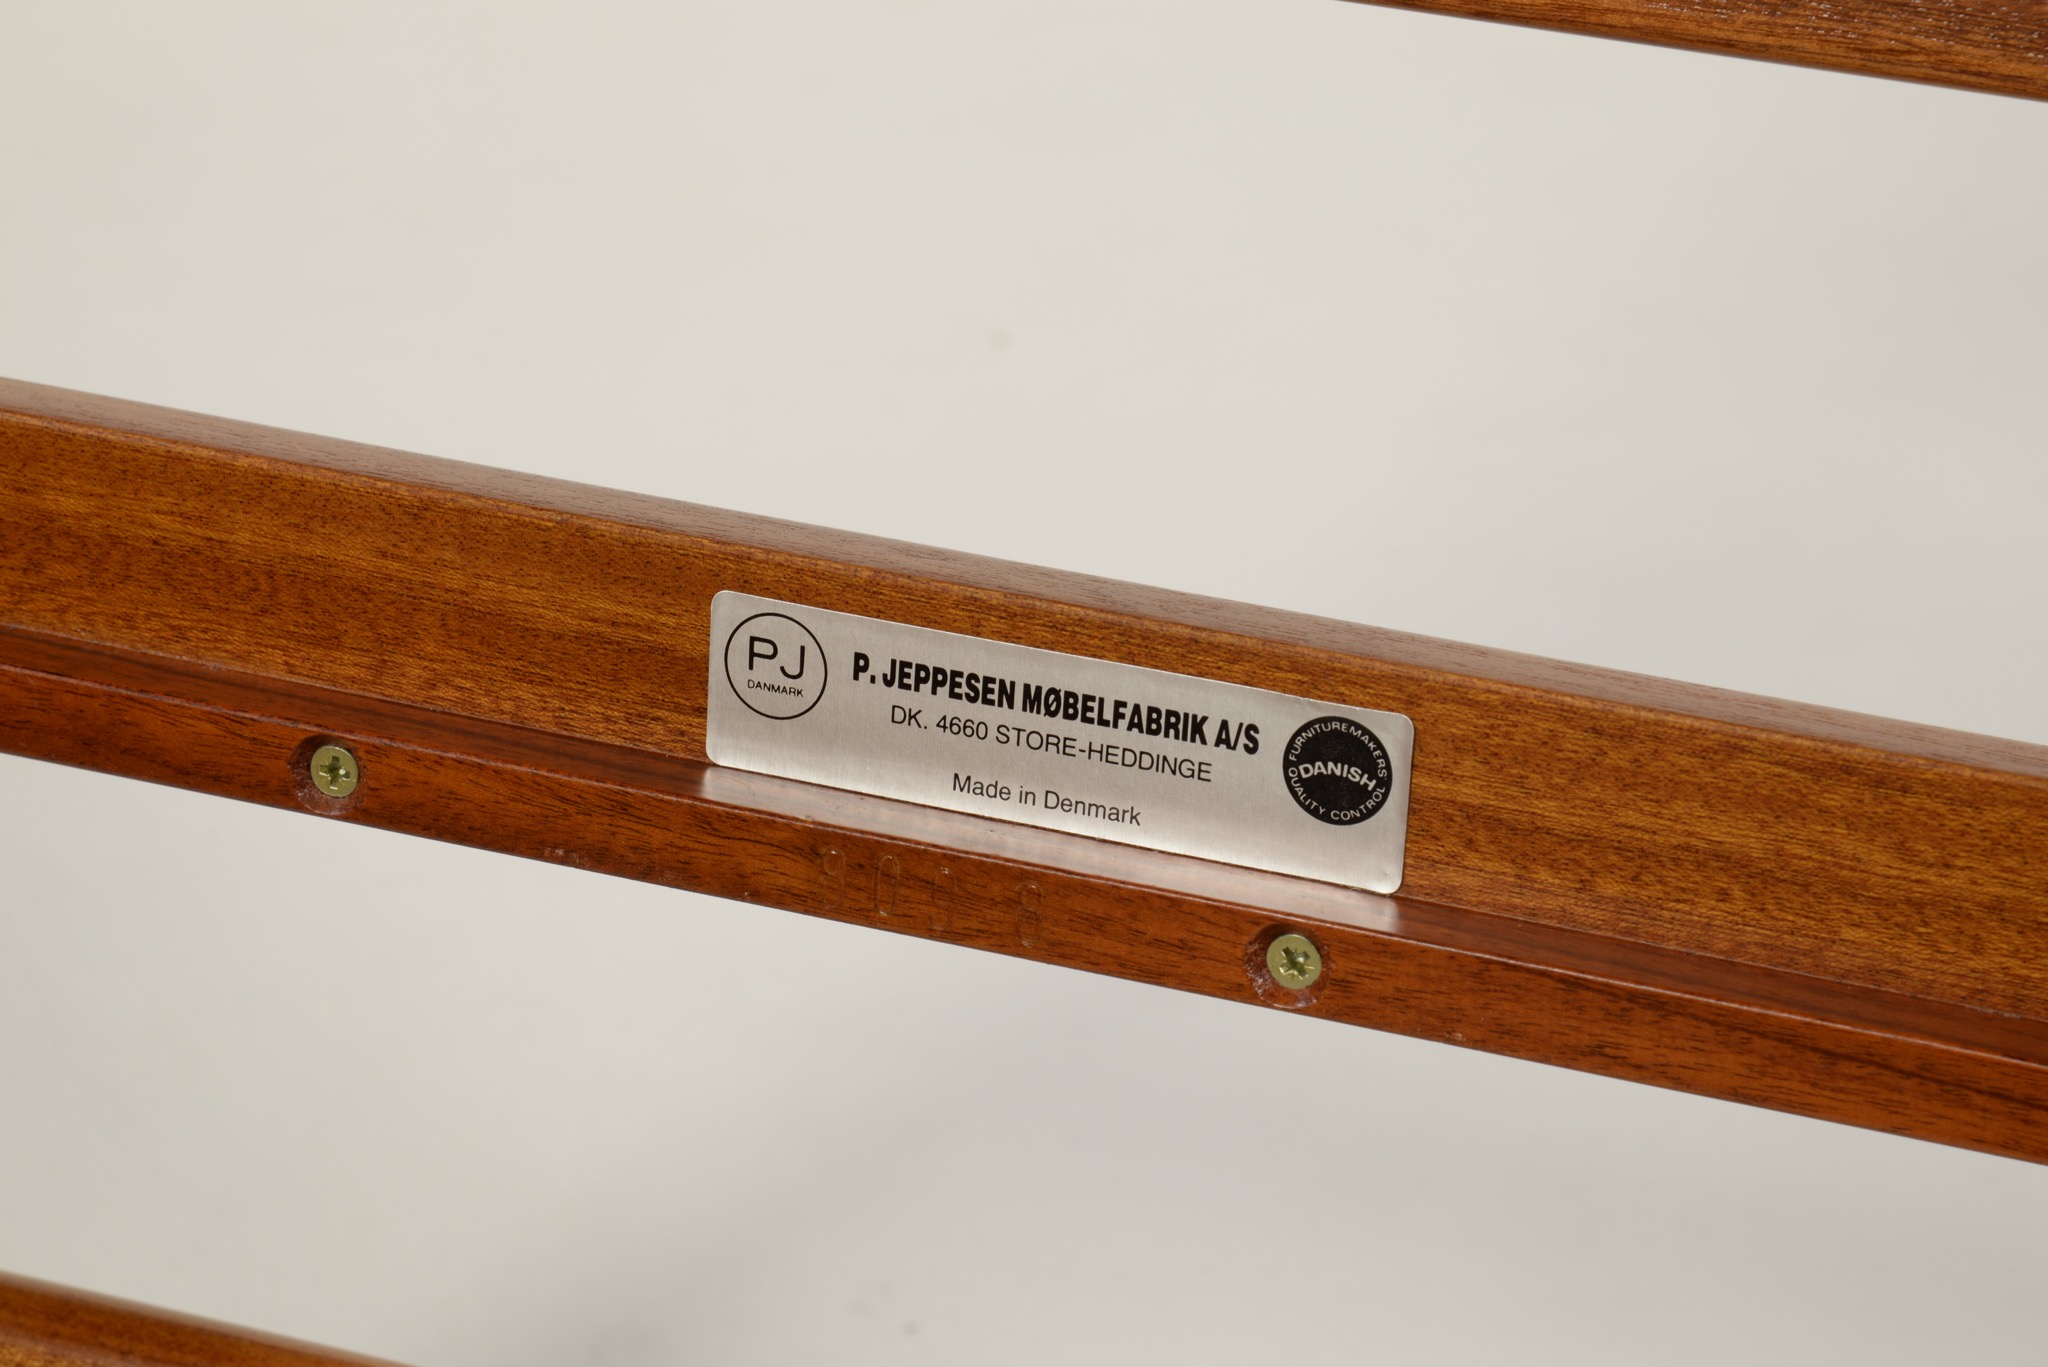 PJ
DANMARK
P. JEPPESEN MØBELFABRIK A/S
DK. 4660 STORE-HEDDINGE
Made in Denmark
FURNITUREMAKERS
DANISH
QUALITY CONTROL